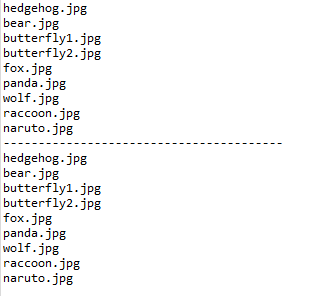 hedgehog.jpg
bear.jpg
butterfly1.jpg
butterfly2.jpg
fox.jpg
panda.jpg
wolf.jpg
raccoon.jpg
naruto.jpg
----------------------------------------
hedgehog.jpg
bear.jpg
butterfly1.jpg
butterfly2.jpg
fox.jpg
panda.jpg
wolf.jpg
raccoon.jpg
naruto.jpg